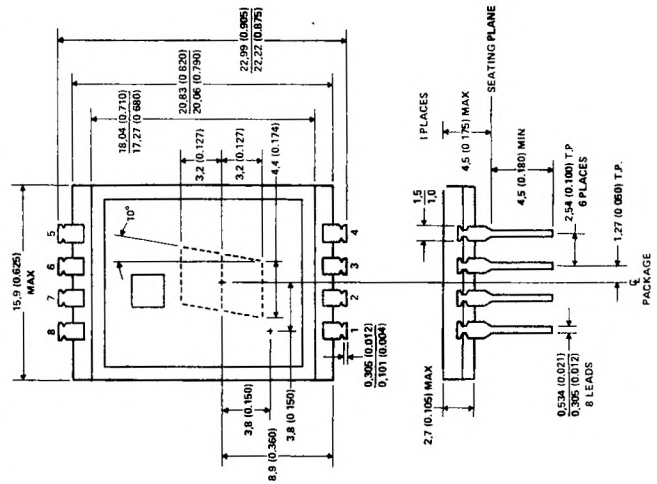 22,99 (0.905)
22,22 (0.875)
20,83 (0.820)
20,06 (0.790)
18,04 (0.710)
17,27 (0 680)
3,2 (0.127)
3,2 (0.127)
4,4 (0.174)
15,9 (0.625)
MAX
10°
5
6
7
8
4
3
2
1
0,305 (0.012)
0,101 (0.004)
3,8 (0.150)
3,8 (0 150)
8,9 (0.360)
PLACES
4,5 (0 175) MAX
SEATING PLANE
1,5
1,0
4,5 (0.180) MIN
2,54 (0.100) T.P
6 PLACES
1,27 (0 050) T.P.
PACKAGE
2,7 (0.105) MAX
0,534 (0.021)
0,305 (0.012)
8 LEADS